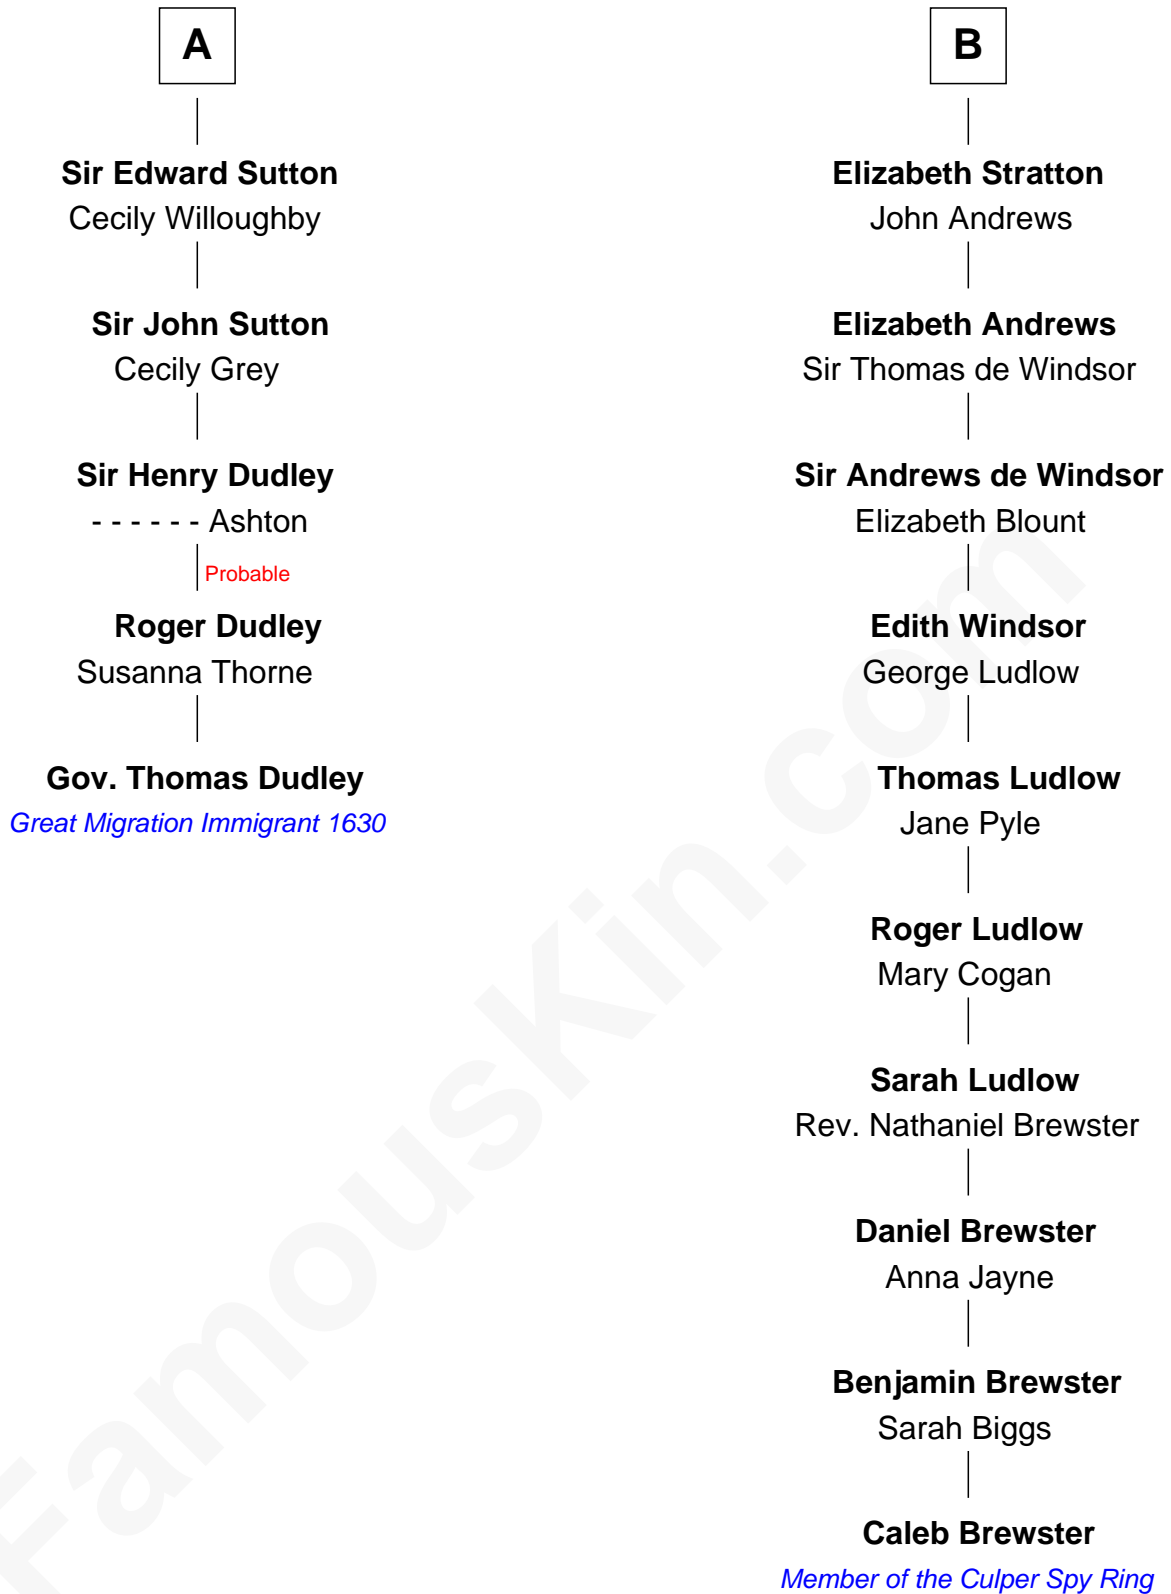 A
Sir Edward Sutton
Cecily Willoughby
Sir John Sutton
Cecily Grey
Sir Henry Dudley
- - - - - - Ashton
Probable
Roger Dudley
Susanna Thorne
Gov. Thomas Dudley
Great Migration Immigrant 1630
B
Elizabeth Stratton
John Andrews
Elizabeth Andrews
Sir Thomas de Windsor
Sir Andrews de Windsor
Elizabeth Blount
Edith Windsor
George Ludlow
Thomas Ludlow
Jane Pyle
Roger Ludlow
Mary Cogan
Sarah Ludlow
Rev. Nathaniel Brewster
Daniel Brewster
Anna Jayne
Benjamin Brewster
Sarah Biggs
Caleb Brewster
Member of the Culper Spy Ring
FamousKin.com